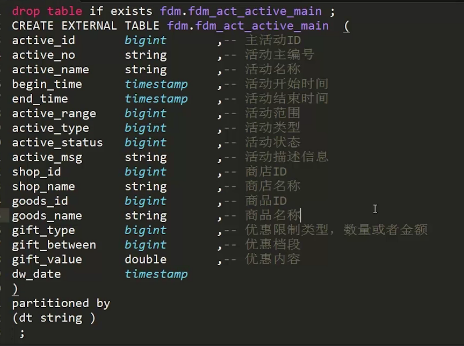 drop table if exists fdm.fdm_act_active_main ;
CREATE EXTERNAL TABLE fdm.fdm_act_active_main (
active_id bigint ,-- 主活动ID
active_no string ,-- 活动主编号
active_name string ,-- 活动名称
begin_time timestamp ,-- 活动开始时间
end_time timestamp ,-- 活动结束时间
active_range bigint ,-- 活动范围
active_type bigint ,-- 活动类型
active_status bigint ,-- 活动状态
active_msg string ,-- 活动描述信息
shop_id bigint ,-- 商店ID
shop_name string ,-- 商店名称
goods_id bigint ,-- 商品ID
goods_name string ,-- 商品名称
gift_type bigint ,-- 优惠限制类型，数量或者金额
gift_between bigint ,-- 优惠档段
gift_value double ,-- 优惠内容
dw_date timestamp
)
partitioned by
(dt string )
;